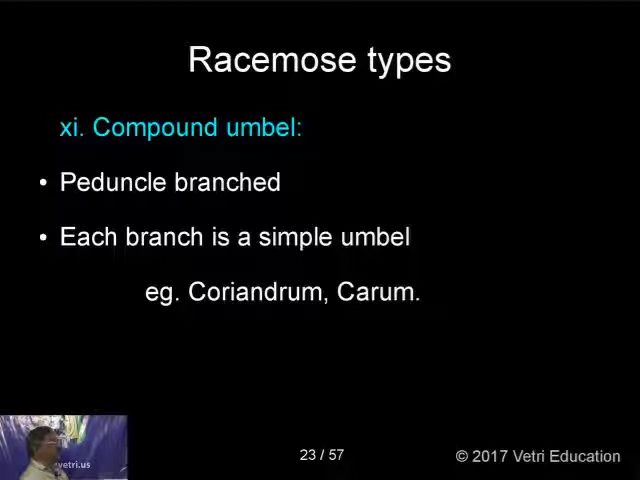 Racemose types
xi. Compound umbel:
• Peduncle branched
• Each branch is a simple umbel
eg. Coriandrum, Carum.
vetri.us
23 / 57
© 2017 Vetri Education